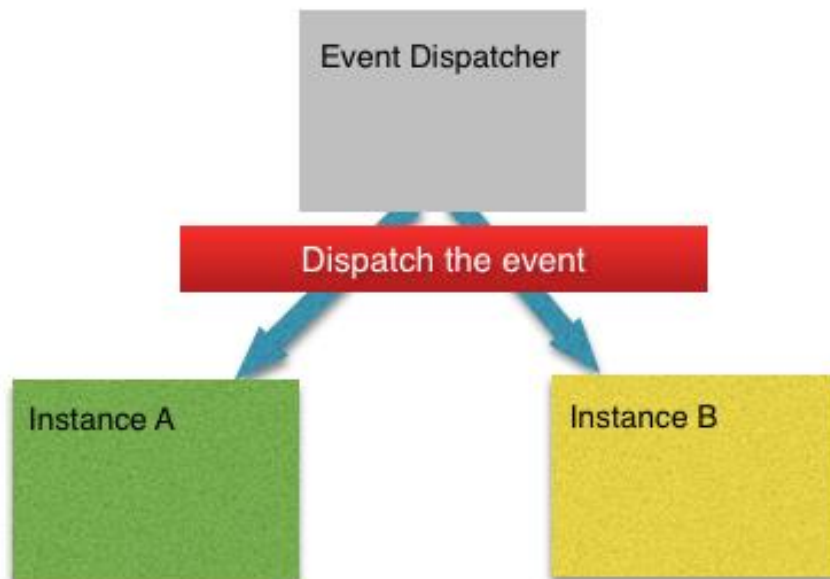 Event Dispatcher
Dispatch the event
Instance A
Instance B